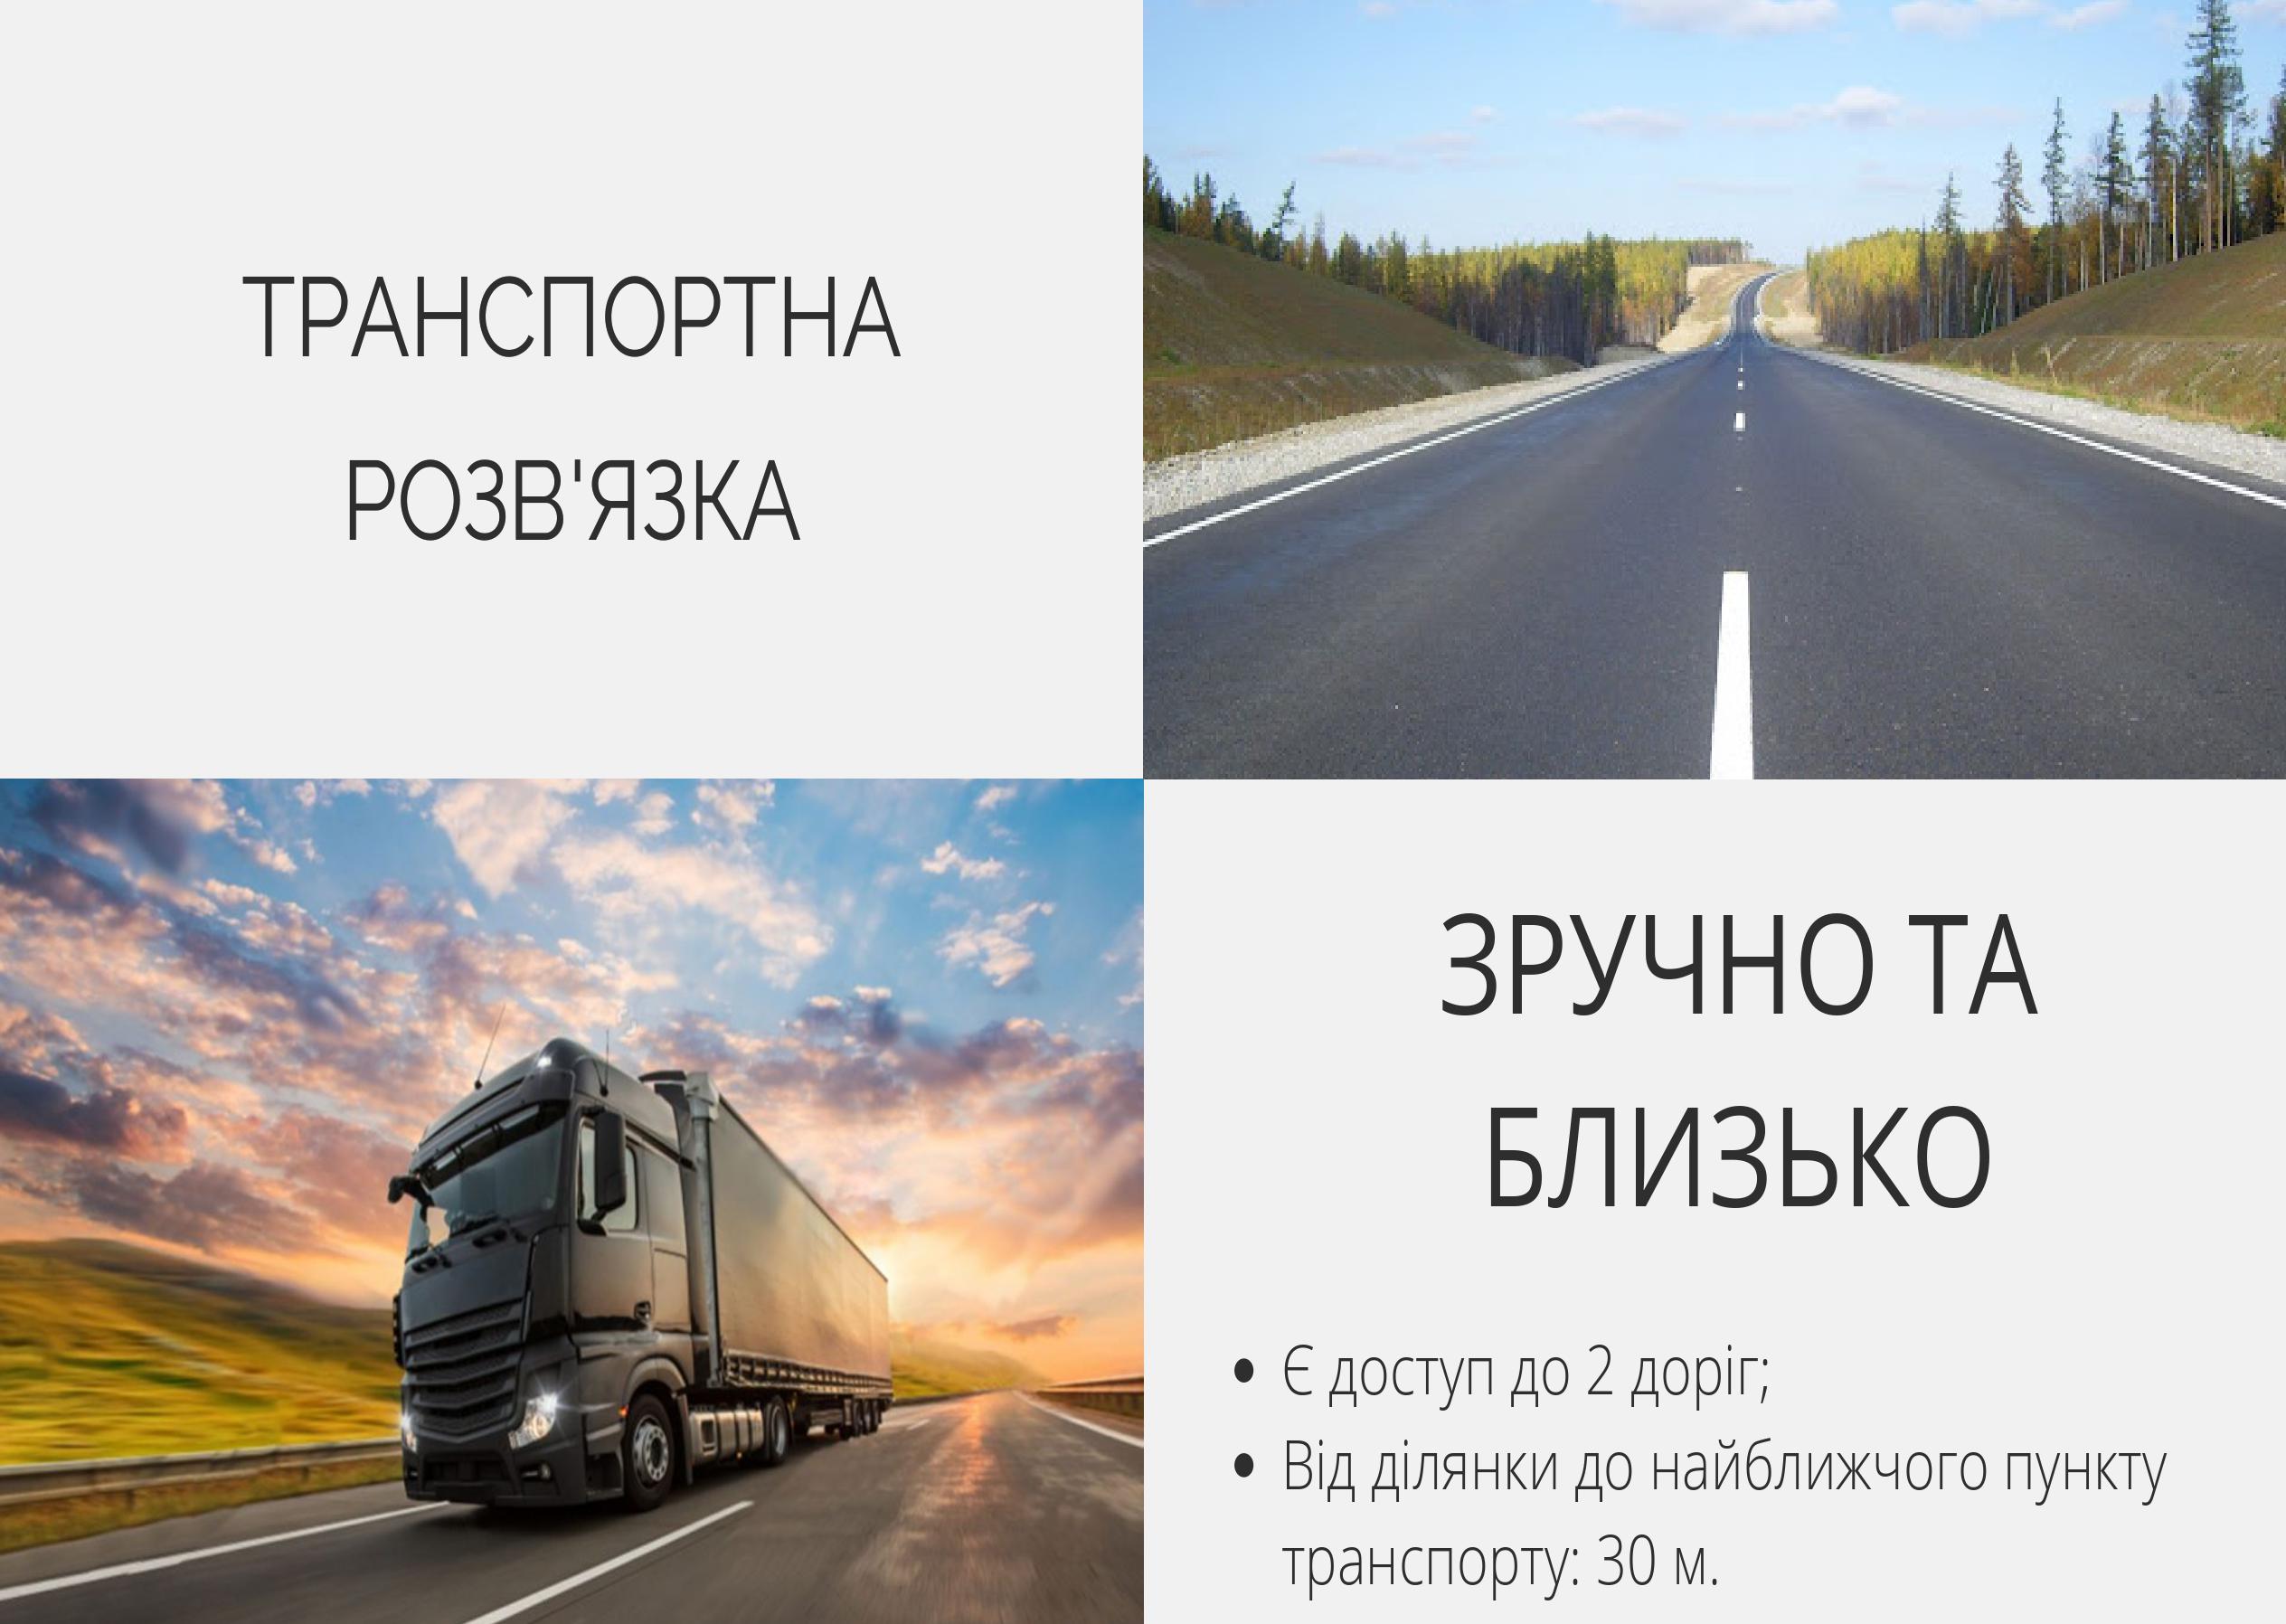 ТРАНСПОРТНА
РОЗВ'ЯЗКА
ЗРУЧНО ТА
БЛИЗЬКО
• Є доступ до 2 доріг;
• Від ділянки до найближчого пункту
транспорту: 30 м.